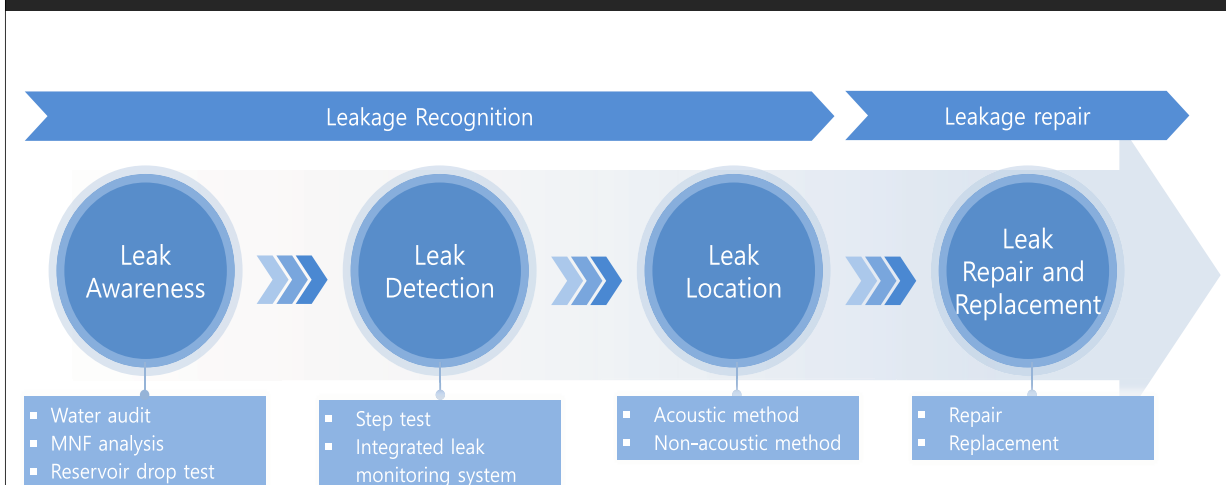 Leakage Recognition
Leakage repair
Leak
Awareness
Leak
Detection
Leak
Location
Leak
Repair and
Replacement
▪ Water audit
▪ MNF analysis
▪ Reservoir drop test
▪ Step test
▪ Integrated leak
monitoring system
▪ Acoustic method
▪ Non-acoustic method
▪ Repair
▪ Replacement